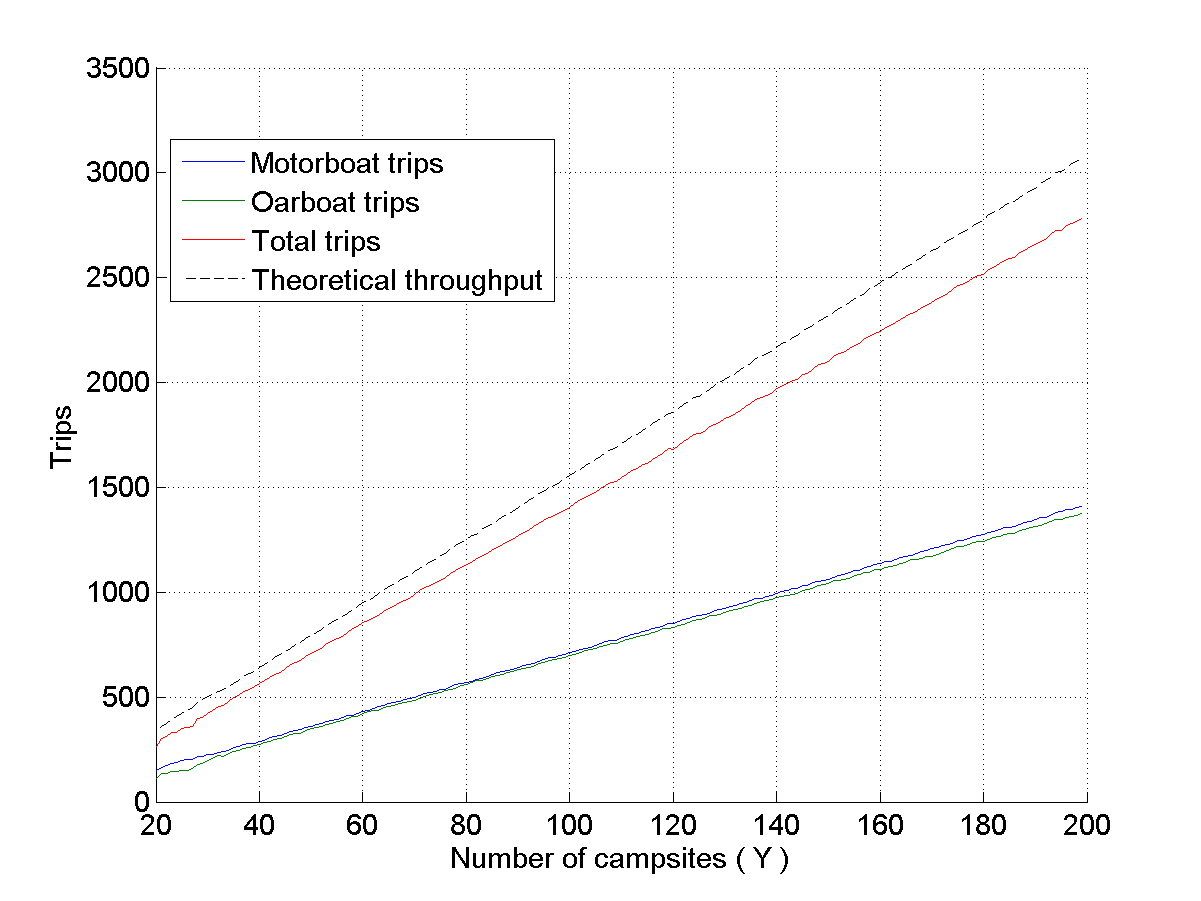 3500
3000
2500
2000
1500
1000
500
0
Trips
Motorboat trips
Oarboat trips
Total trips
Theoretical throughput
20 40 60 80 100 120 140 160 180 200
Number of campsites ( Y )